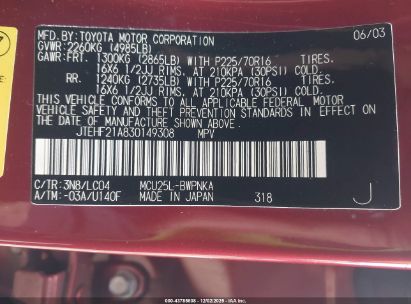 MFD.BY: TOYOTA MOTOR CORPORATION 06/03
GVWR: 2260KG (4985LB)
GAWR:FRT. 1300KG (2865LB) WITH P225/70R16 TIRES.
16X6 1/2JJ RIMS, AT 210KPA (30PSI) COLD.
RR. 1240KG (2735LB) WITH P225/70R16 TIRES.
16X6 1/2JJ RIMS, AT 210KPA (30PSI) COLD.
THIS VEHICLE CONFORMS TO ALL APPLICABLE FEDERAL MOTOR
VEHICLE SAFETY STANDARDS IN EFFECT ON THE DATE OF
MANUFACTURE SHOWN ABOVE.
JTEHF21A830149308 MPV
C/TR: 3N8/LC04 MCU25L-BWPNKA
A/TM: -03A/U140F MADE IN JAPAN 318 J